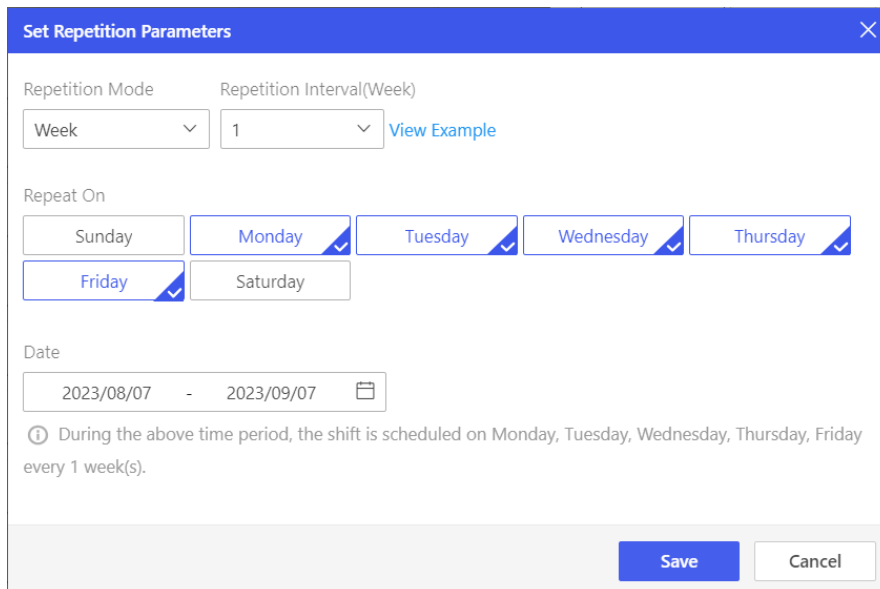 Set Repetition Parameters
Repetition Mode Repetition Interval(Week)
Week 1 View Example
Repeat On
Sunday Monday Tuesday Wednesday Thursday
Friday Saturday
Date
2023/08/07 - 2023/09/07
During the above time period, the shift is scheduled on Monday, Tuesday, Wednesday, Thursday, Friday
every 1 week(s).
Save Cancel